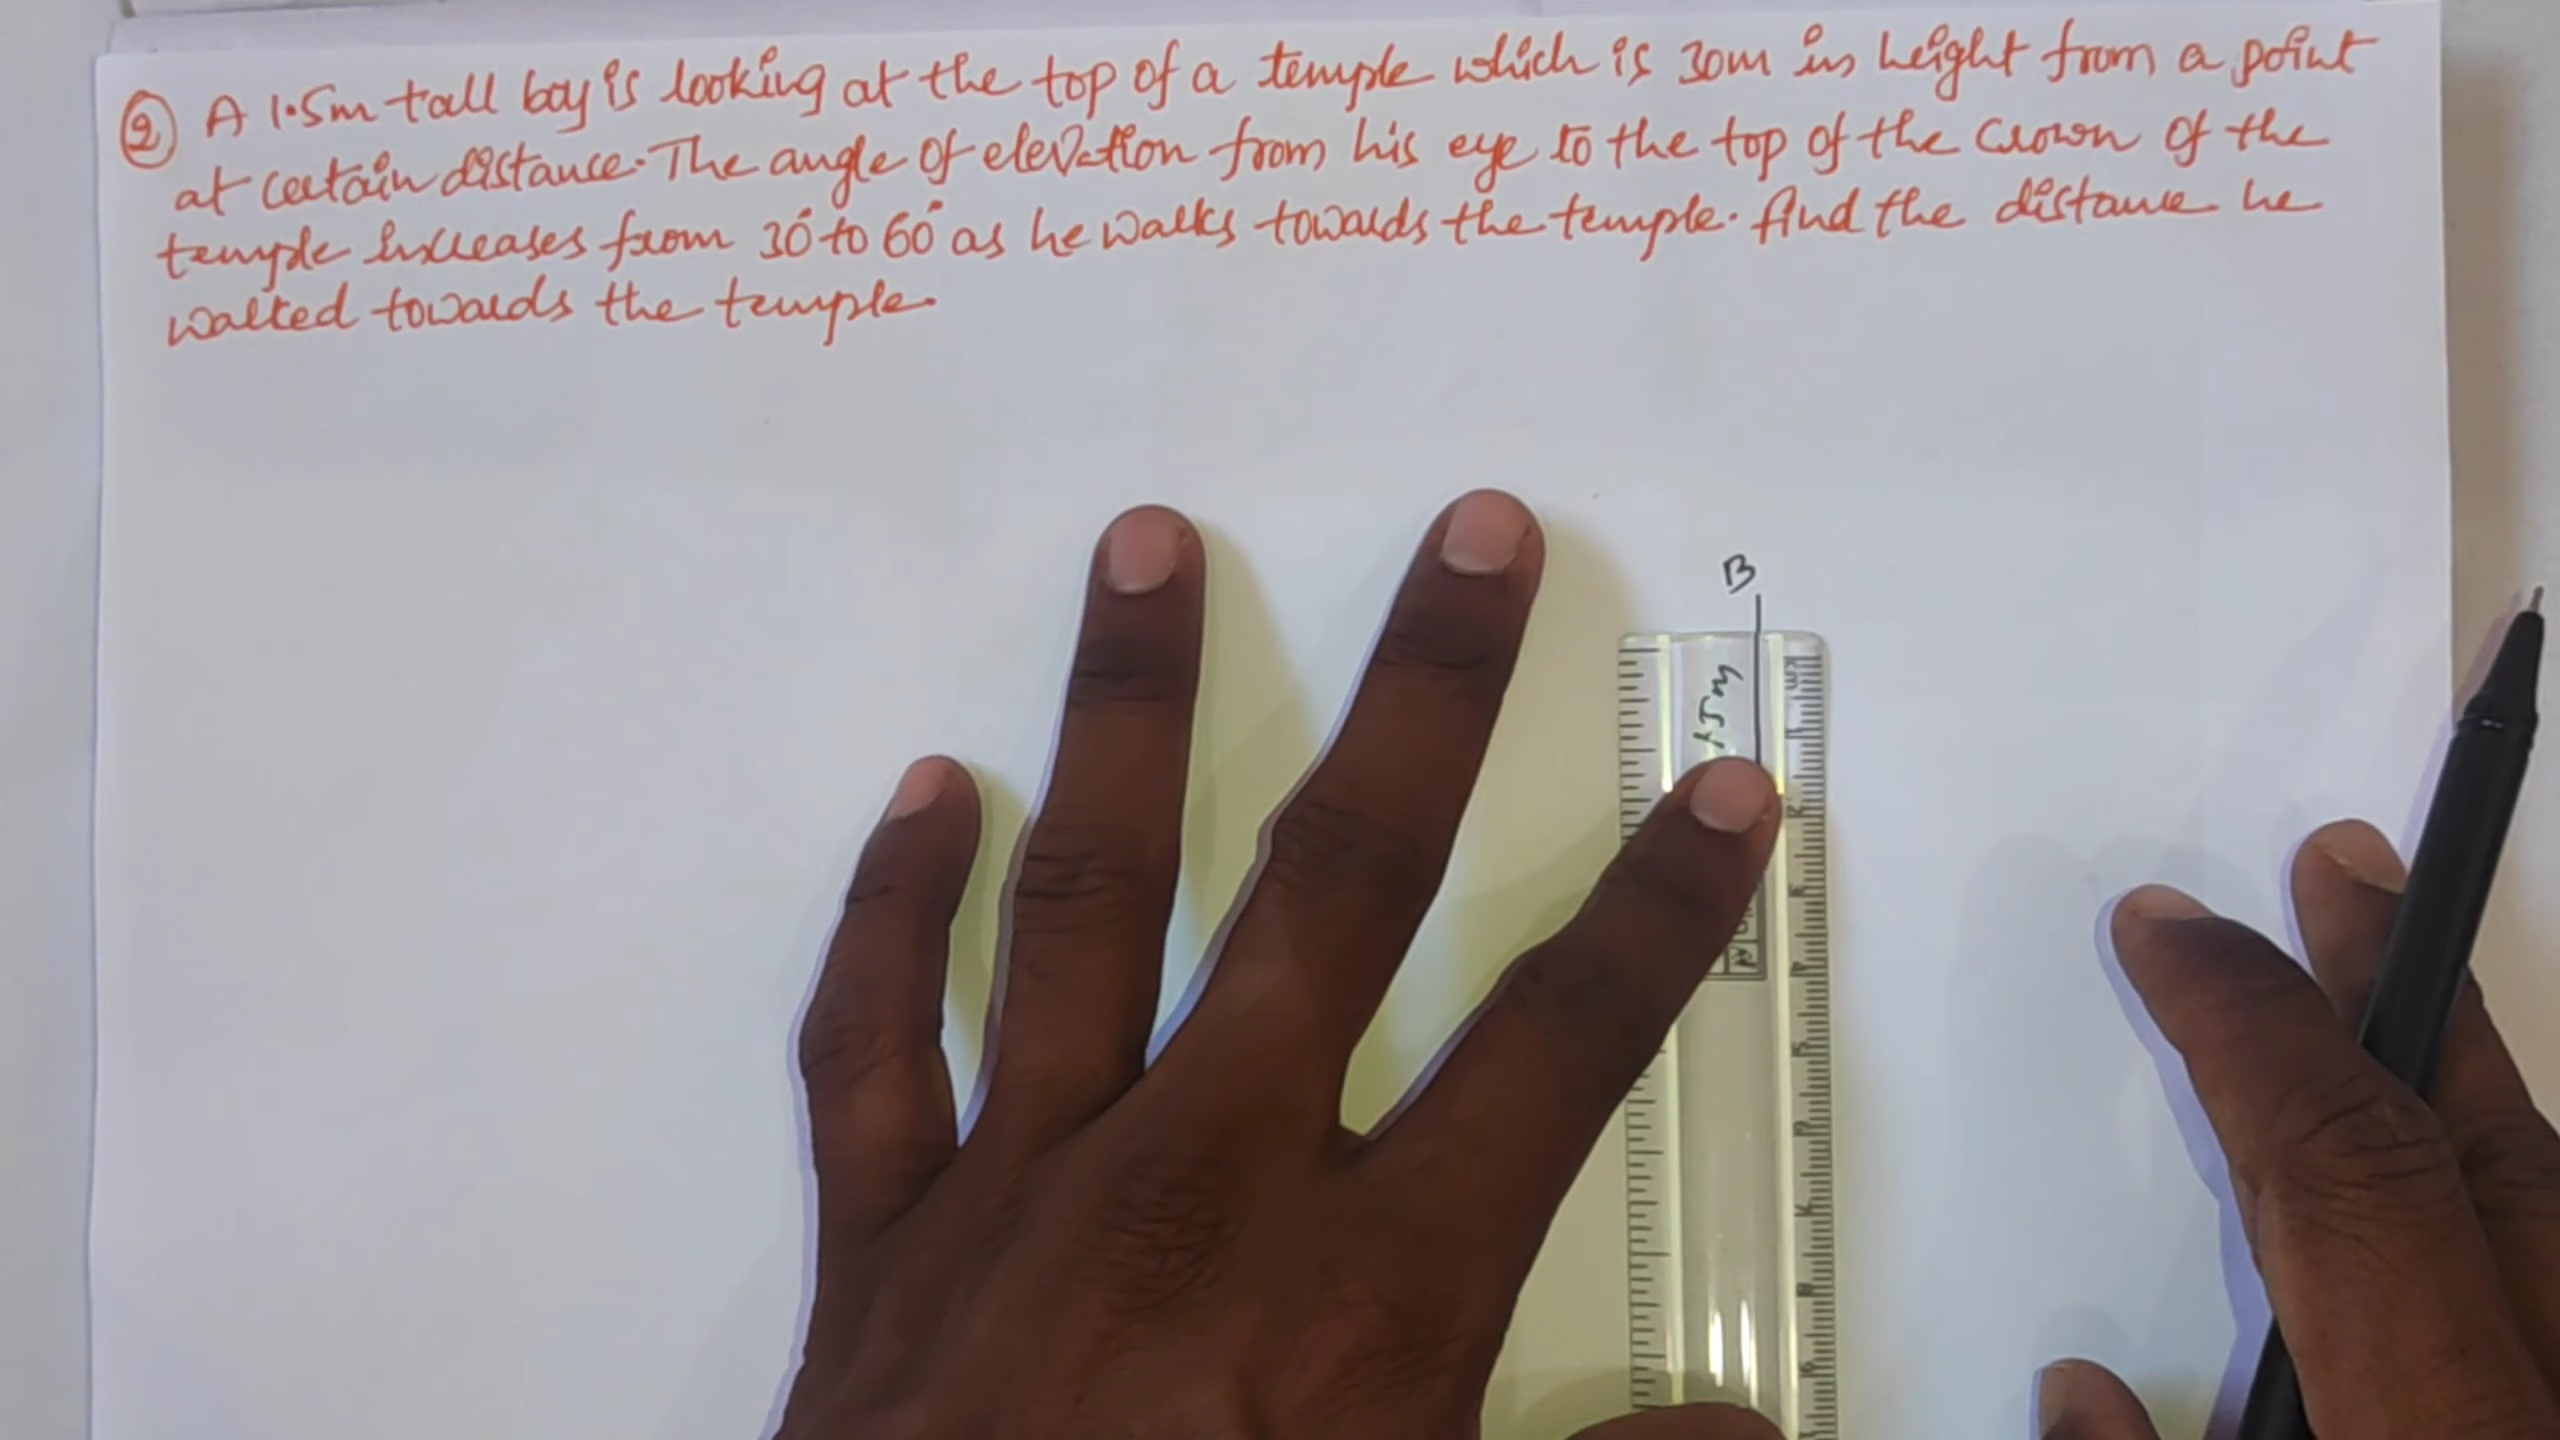 2 A 1.5m tall boy is looking at the top of a temple which is 30m in height from a point
at certain distance. The angle of elevation from his eye to the top of the crown of the
temple increases from 30° to 60° as he walks towards the temple. find the distance he
walked towards the temple.
B